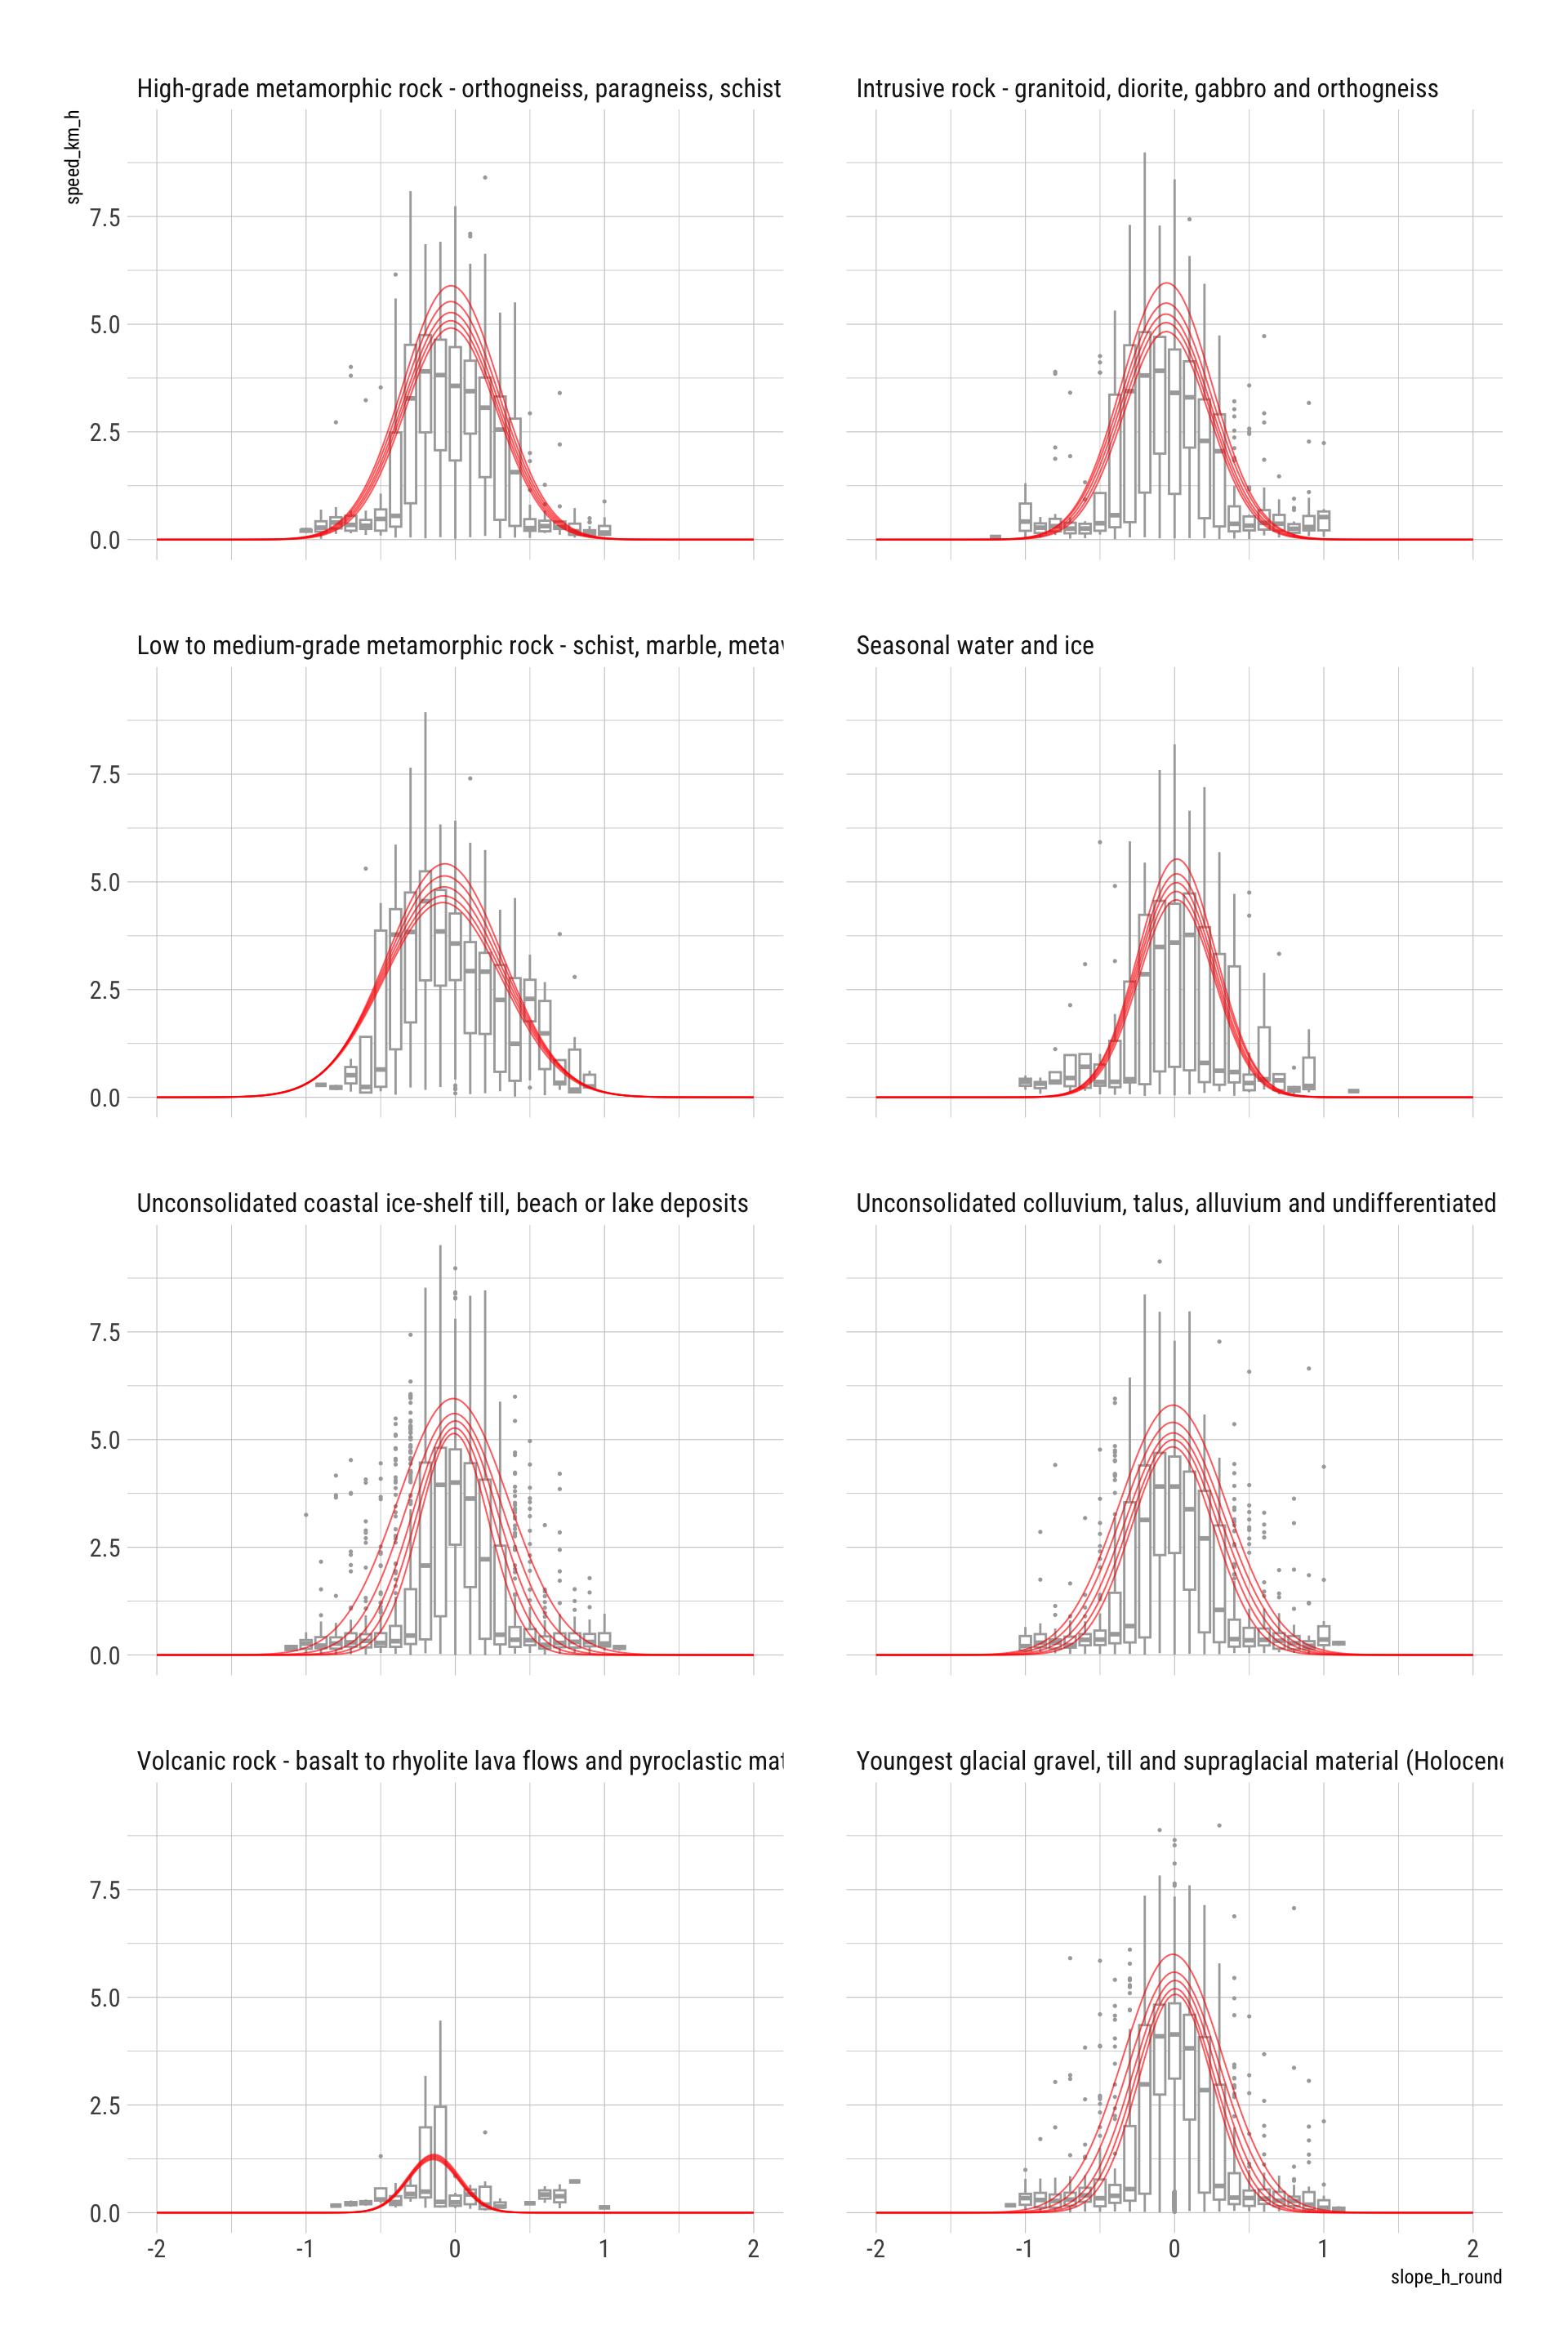 High-grade metamorphic rock - orthogneiss, paragneiss, schist
Intrusive rock - granitoid, diorite, gabbro and orthogneiss
speed_km_h
7.5
5.0
2.5
0.0
Low to medium-grade metamorphic rock - schist, marble, meta
Seasonal water and ice
7.5
5.0
2.5
0.0
Unconsolidated coastal ice-shelf till, beach or lake deposits
Unconsolidated colluvium, talus, alluvium and undifferentiated
7.5
5.0
2.5
0.0
Volcanic rock - basalt to rhyolite lava flows and pyroclastic mat
Youngest glacial gravel, till and supraglacial material (Holocene
7.5
5.0
2.5
0.0
-2 -1 0 1 2
-2 -1 0 1 2
slope_h_round